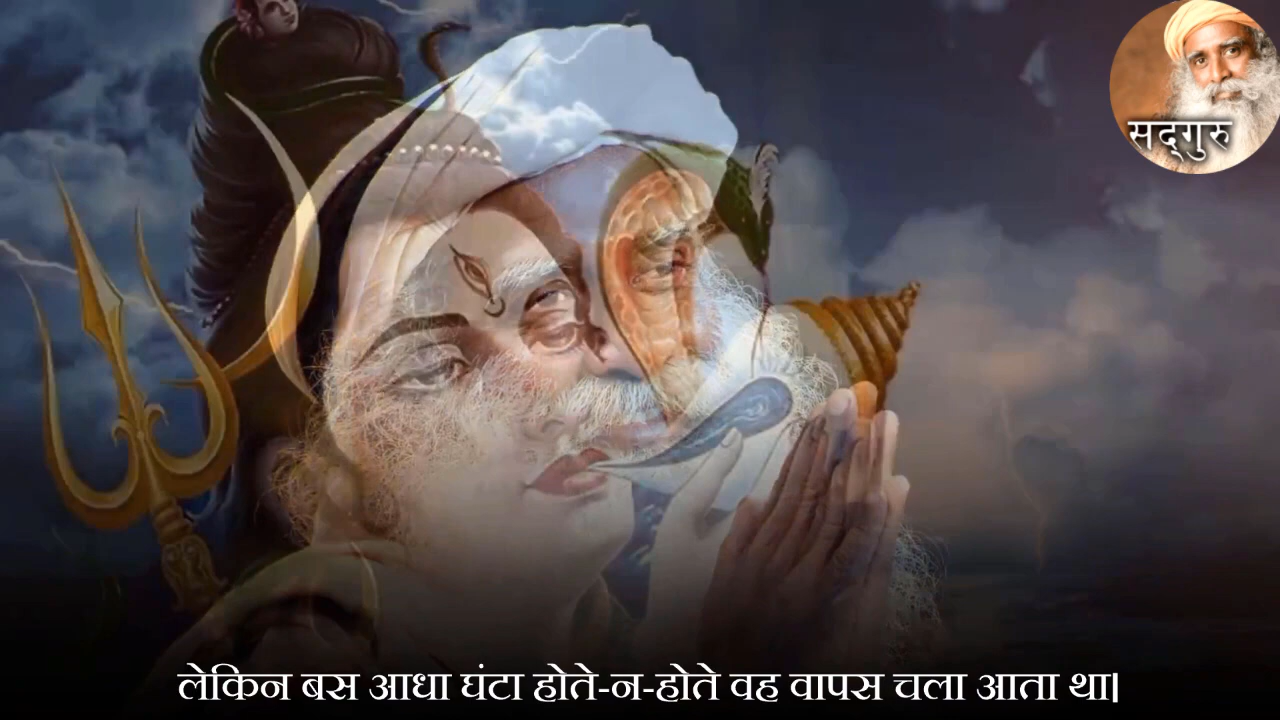 सद्गुरु
लेकिन बस आधा घंटा होते-न-होते वह वापस चला आता था।